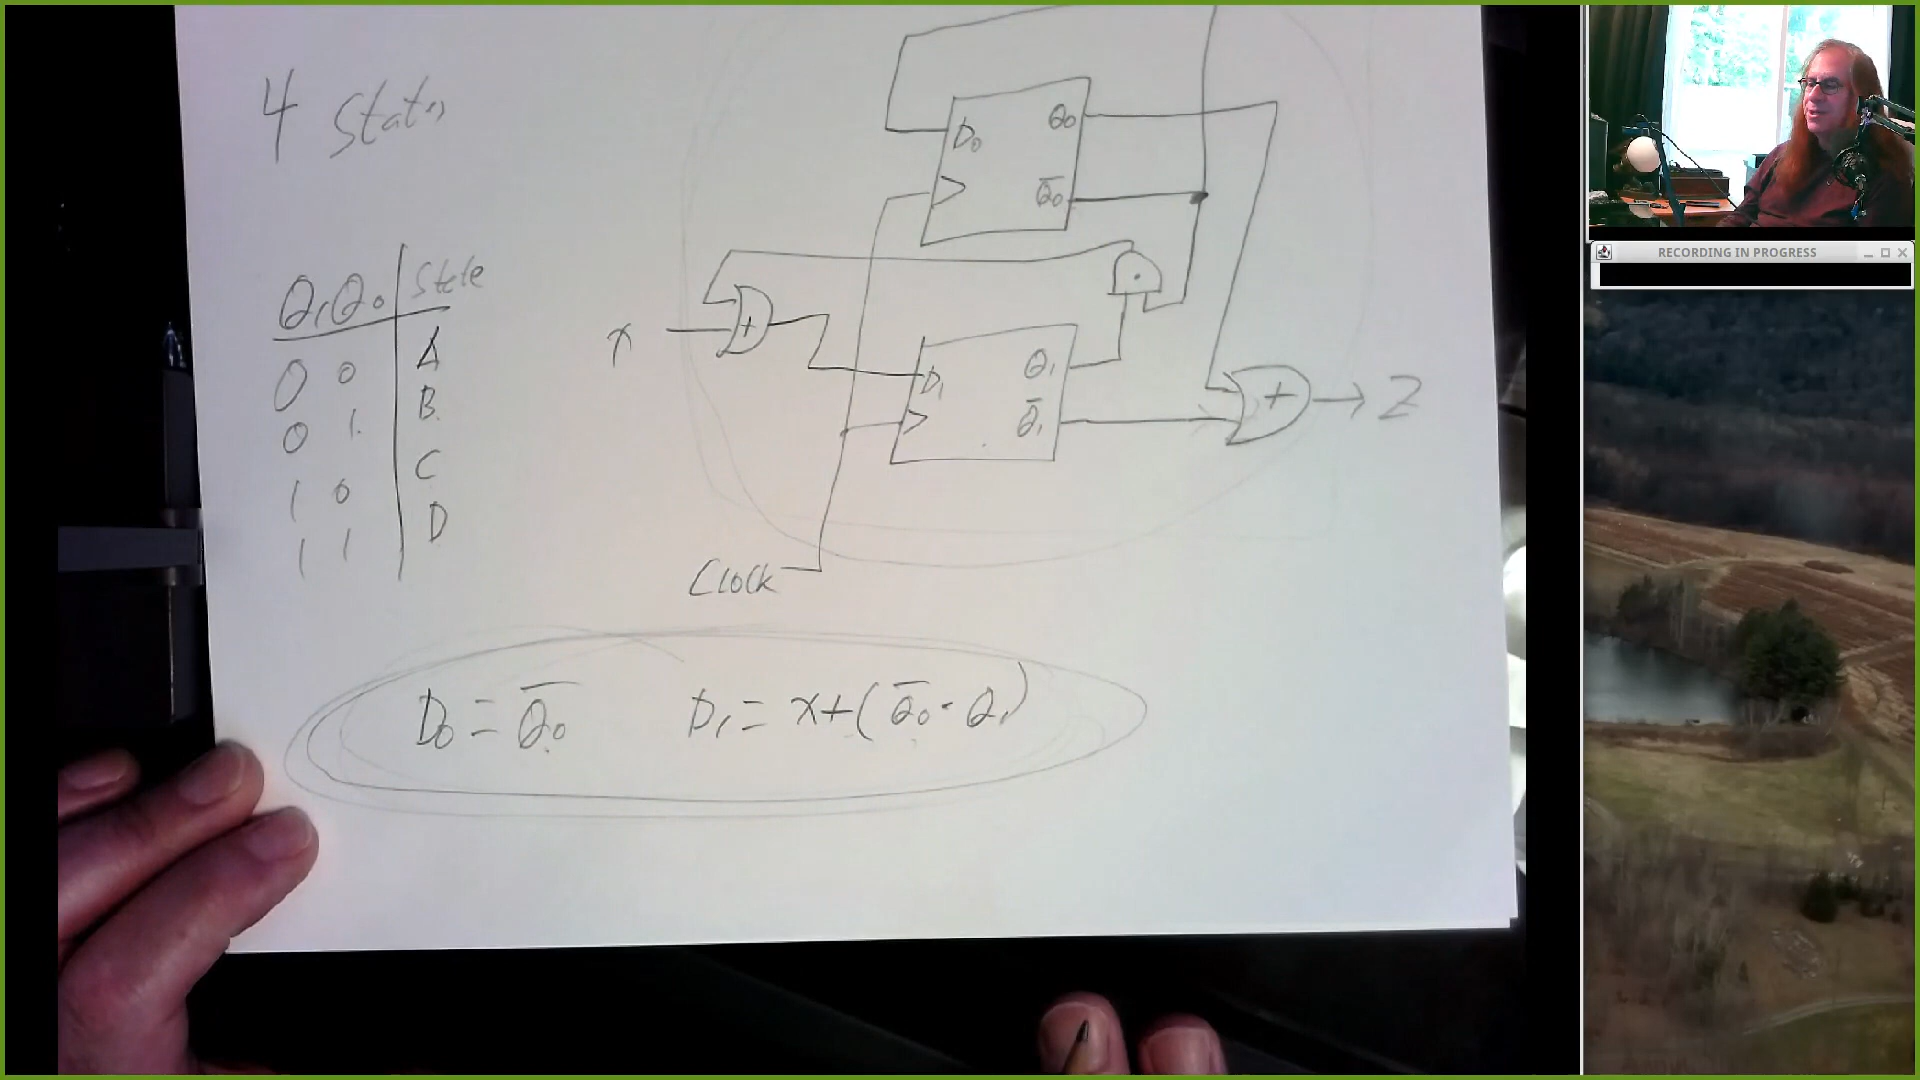 4 States
Q₁Q₀ State
0 0 A
0 1 B
1 0 C
1 1 D
D₀ Q₀
Q̅₀
X + D₁ Q₁
Q̅₁
+ → Z
Clock
D₀ = Q̅₀ D₁ = x+(Q̅₀·Q₁)
RECORDING IN PROGRESS